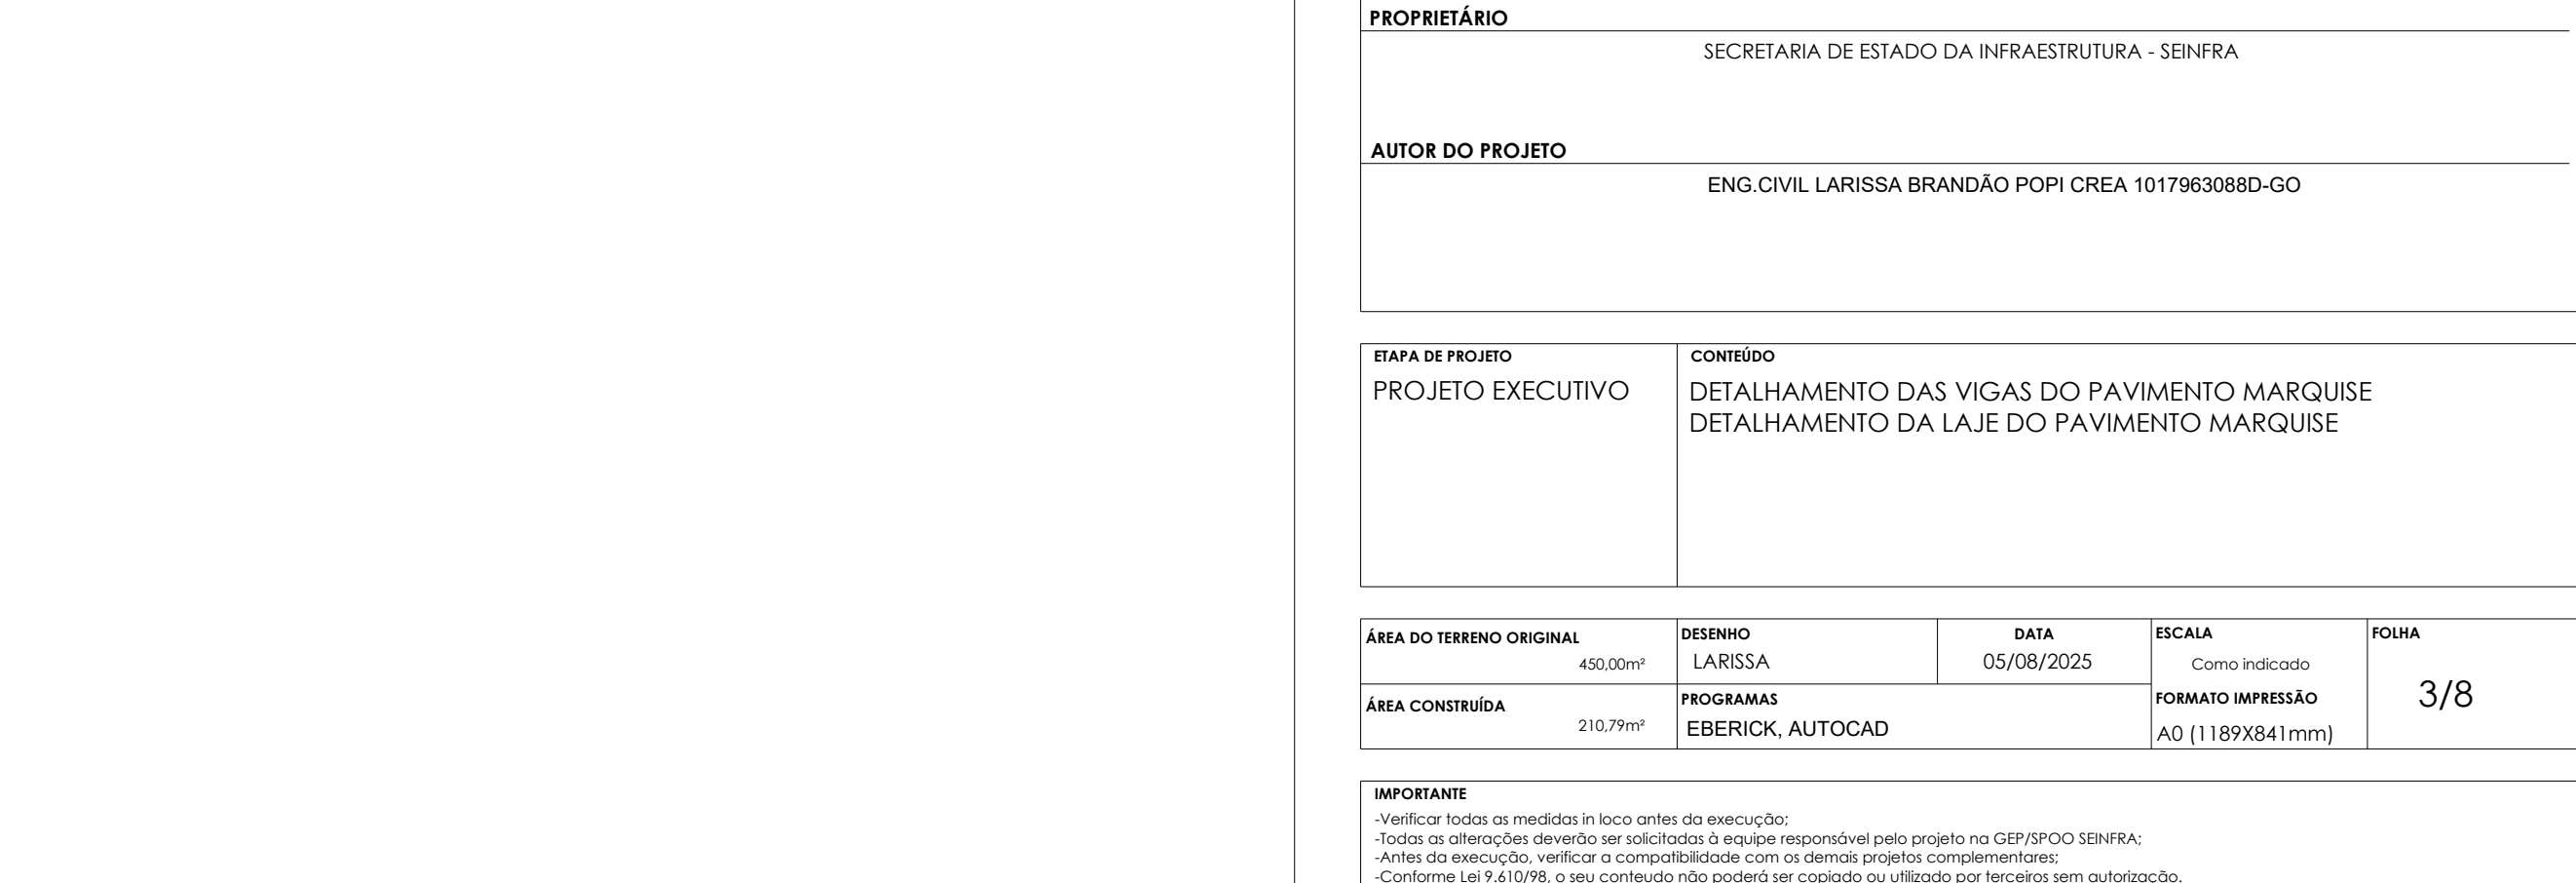 PROPRIETÁRIO
SECRETARIA DE ESTADO DA INFRAESTRUTURA - SEINFRA
AUTOR DO PROJETO
ENG.CIVIL LARISSA BRANDÃO POPI CREA 1017963088D-GO
ETAPA DE PROJETO
PROJETO EXECUTIVO
CONTEÚDO
DETALHAMENTO DAS VIGAS DO PAVIMENTO MARQUISE
DETALHAMENTO DA LAJE DO PAVIMENTO MARQUISE
ÁREA DO TERRENO ORIGINAL
450,00m²
DESENHO
LARISSA
DATA
05/08/2025
ESCALA
Como indicado
FOLHA
3/8
ÁREA CONSTRUÍDA
210,79m²
PROGRAMAS
EBERICK, AUTOCAD
FORMATO IMPRESSÃO
A0 (1189X841mm)
IMPORTANTE
-Verificar todas as medidas in loco antes da execução;
-Todas as alterações deverão ser solicitadas à equipe responsável pelo projeto na GEP/SPOO SEINFRA;
-Antes da execução, verificar a compatibilidade com os demais projetos complementares;
-Conforme Lei 9.610/98, o seu conteudo não poderá ser copiado ou utilizado por terceiros sem autorização.